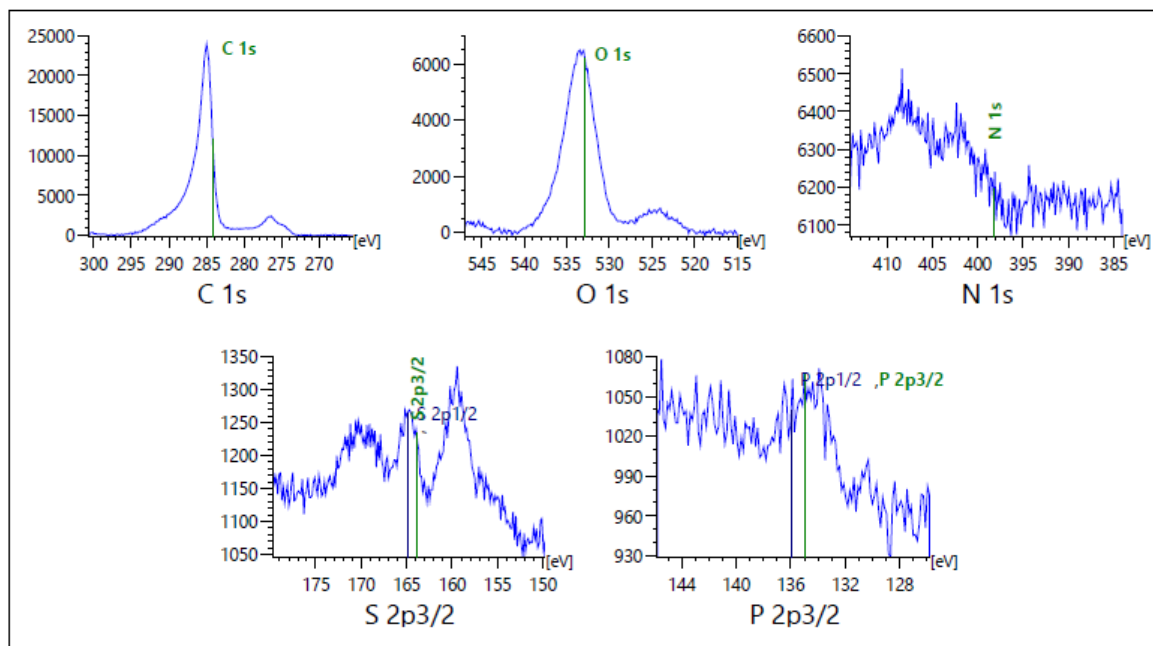 25000
20000
15000
10000
5000
0
C 1s
[eV]
300 295 290 285 280 275 270
C 1s
6000
4000
2000
0
O 1s
[eV]
545 540 535 530 525 520 515
O 1s
6600
6500
6400
6300
6200
6100
N 1s
[eV]
410 405 400 395 390 385
N 1s
1350
1300
1250
1200
1150
1100
1050
S 2p3/2
, S 2p1/2
[eV]
175 170 165 160 155 150
S 2p3/2
1080
1050
1020
990
960
930
P 2p1/2 ,P 2p3/2
[eV]
144 140 136 132 128
P 2p3/2